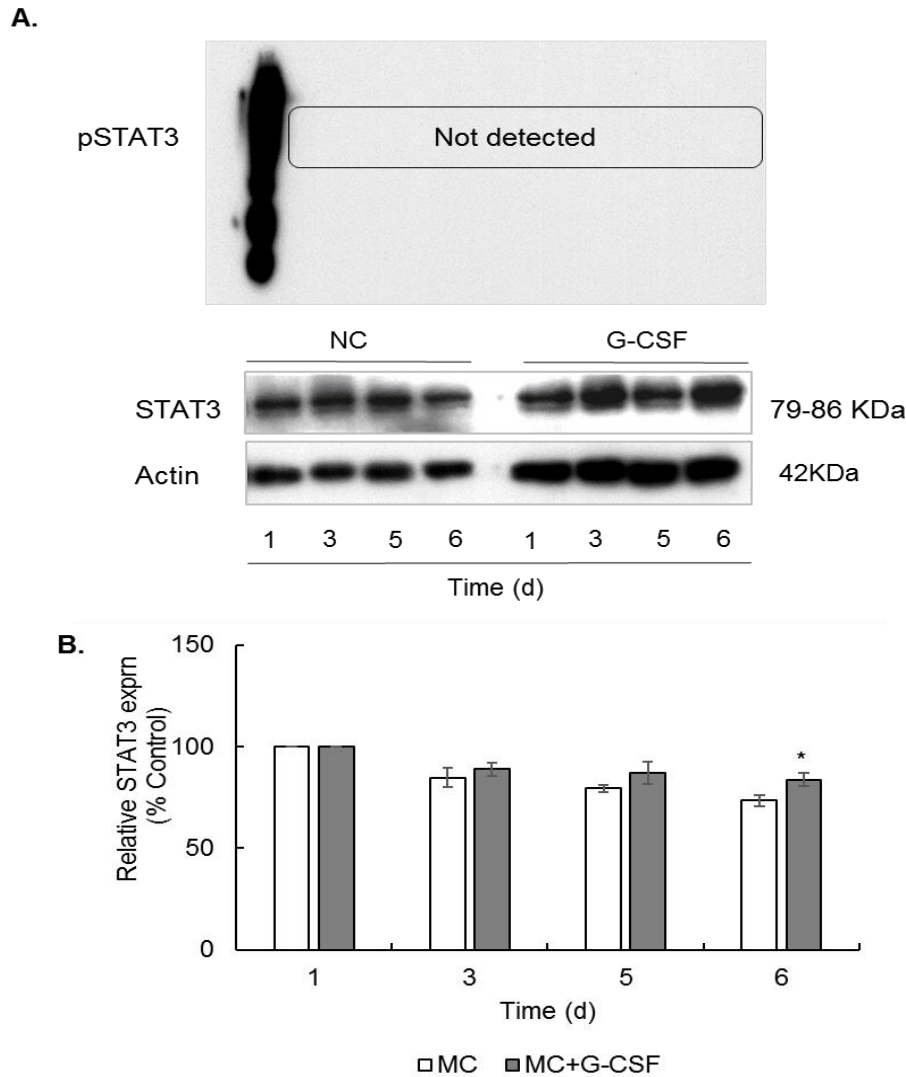 A.
pSTAT3
Not detected
NC
G-CSF
STAT3
79-86 KDa
Actin
42KDa
1 3 5 6 1 3 5 6
Time (d)
B.
Relative STAT3 exprn
(% Control)
150
100
50
0
*
1 3 5 6
Time (d)
MC MC+G-CSF